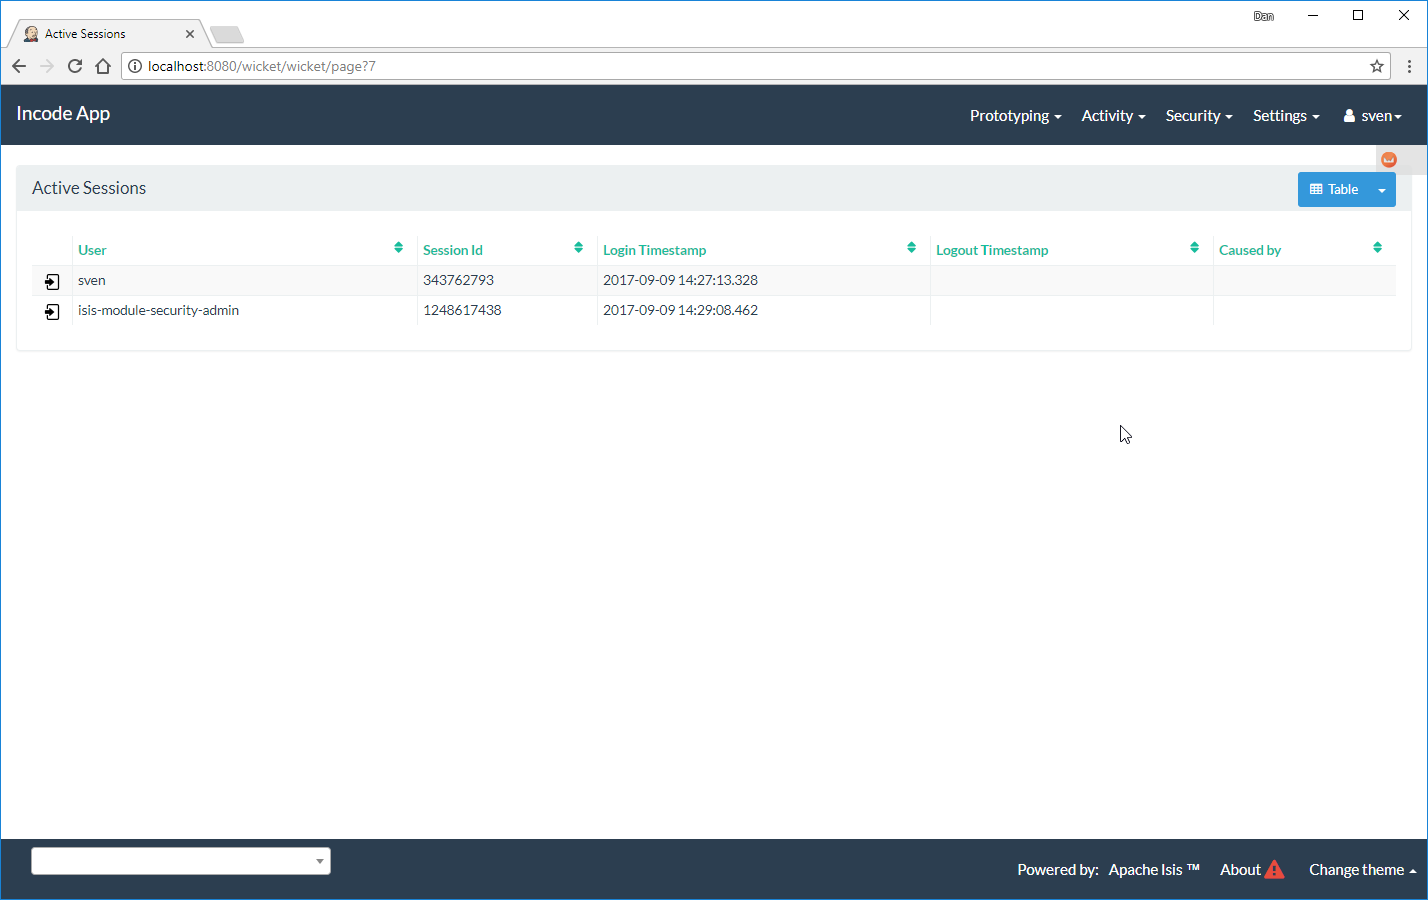 Dan
Active Sessions
localhost:8080/wicket/wicket/page?7
Incode App
Prototyping Activity Security Settings sven
Active Sessions
Table
User Session Id Login Timestamp Logout Timestamp Caused by
sven 343762793 2017-09-09 14:27:13.328
isis-module-security-admin 1248617438 2017-09-09 14:29:08.462
Powered by: Apache Isis ™ About Change theme